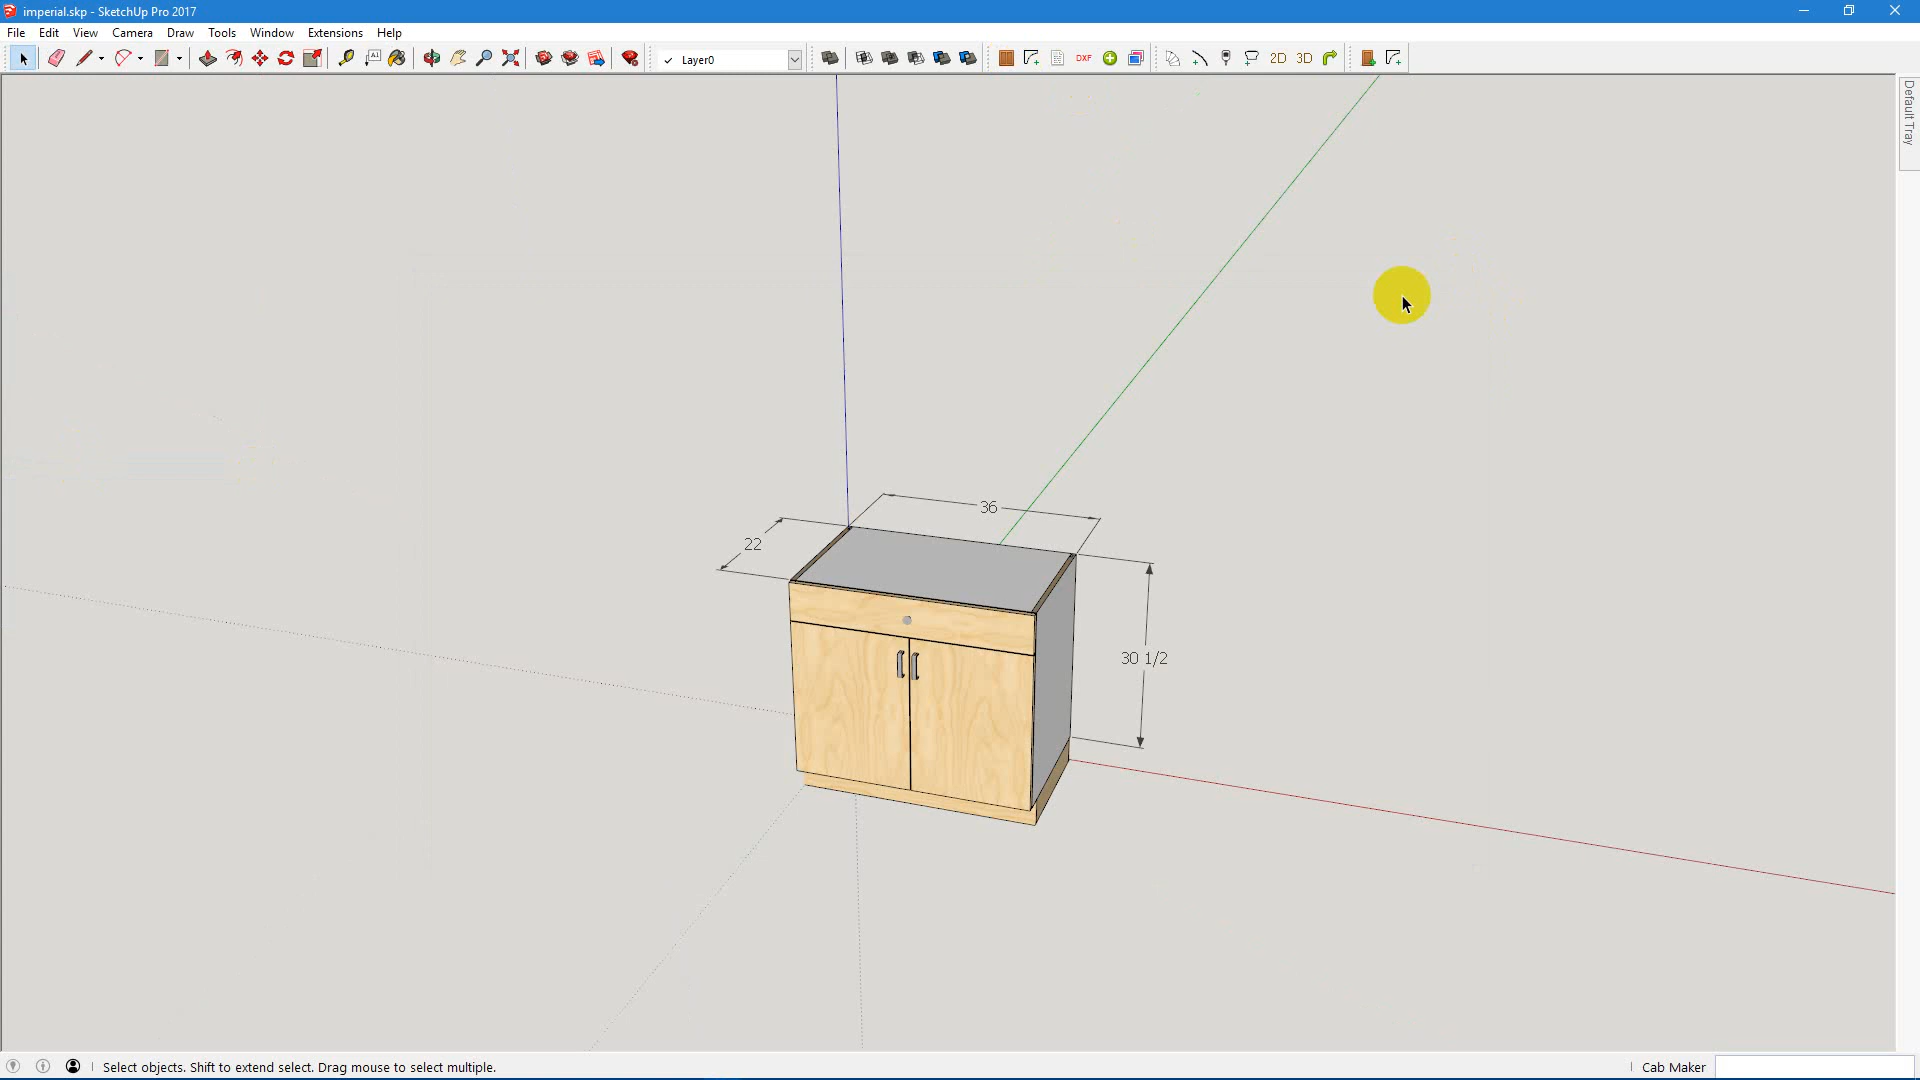 imperial.skp - SketchUp Pro 2017
File Edit View Camera Draw Tools Window Extensions Help
A1 ✓ Layer0 DXF 2D 3D
Default Tray
36
22
30 1/2
Select objects. Shift to extend select. Drag mouse to select multiple.
Cab Maker